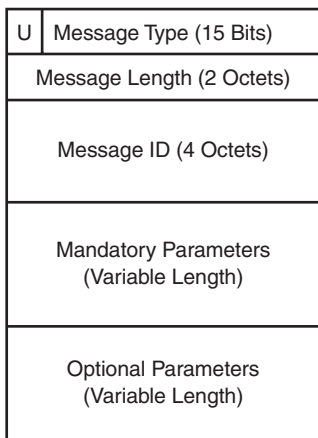 U Message Type (15 Bits)
Message Length (2 Octets)
Message ID (4 Octets)
Mandatory Parameters
(Variable Length)
Optional Parameters
(Variable Length)